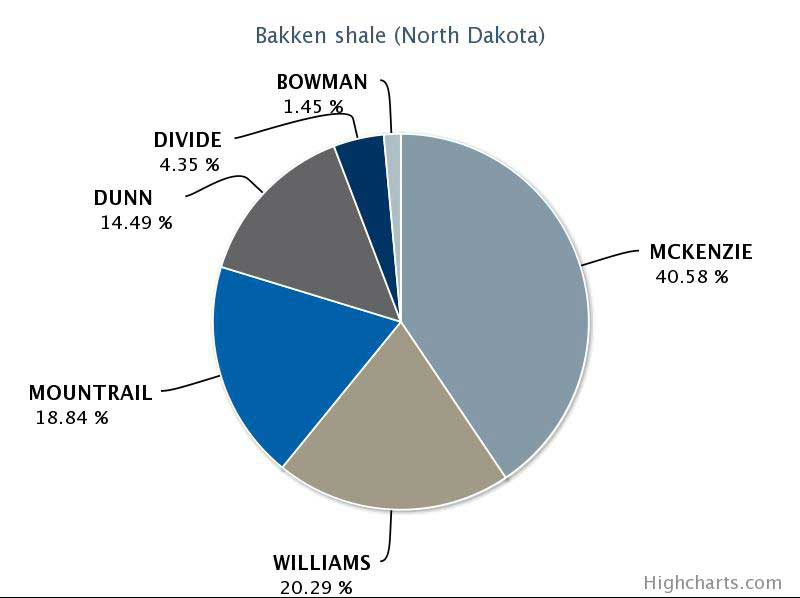 Bakken shale (North Dakota)
BOWMAN
1.45 %
DIVIDE
4.35 %
DUNN
14.49 %
MCKENZIE
40.58 %
MOUNTRAIL
18.84 %
WILLIAMS
20.29 %
Highcharts.com